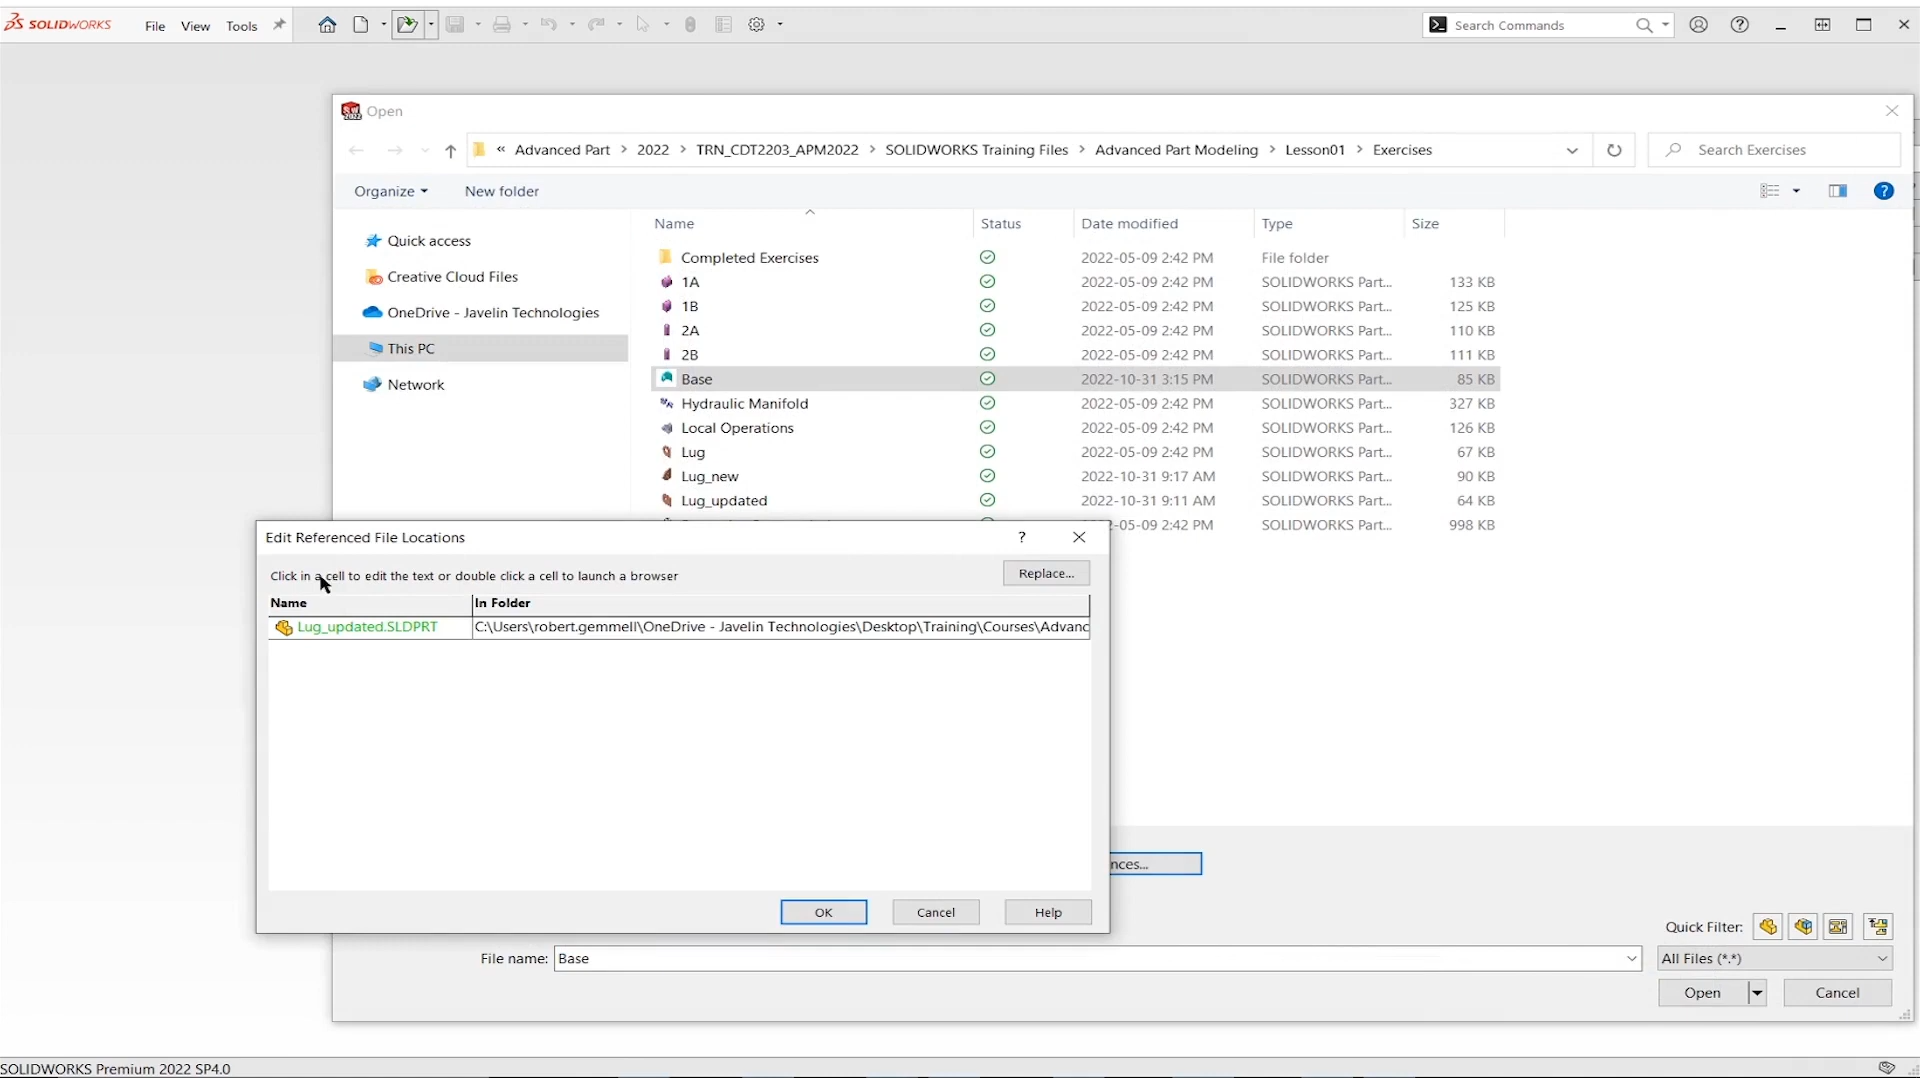 SOLIDWORKS File View Tools Search Commands
Open
« Advanced Part > 2022 > TRN_CDT2203_APM2022 > SOLIDWORKS Training Files > Advanced Part Modeling > Lesson01 > Exercises Search Exercises
Organize New folder
Name Status Date modified Type Size
Quick access
Creative Cloud Files
OneDrive - Javelin Technologies
This PC
Network
Completed Exercises 2022-05-09 2:42 PM File folder
1A 2022-05-09 2:42 PM SOLIDWORKS Part... 133 KB
1B 2022-05-09 2:42 PM SOLIDWORKS Part... 125 KB
2A 2022-05-09 2:42 PM SOLIDWORKS Part... 110 KB
2B 2022-05-09 2:42 PM SOLIDWORKS Part... 111 KB
Base 2022-10-31 3:15 PM SOLIDWORKS Part... 85 KB
Hydraulic Manifold 2022-05-09 2:42 PM SOLIDWORKS Part... 327 KB
Local Operations 2022-05-09 2:42 PM SOLIDWORKS Part... 126 KB
Lug 2022-05-09 2:42 PM SOLIDWORKS Part... 67 KB
Lug_new 2022-10-31 9:17 AM SOLIDWORKS Part... 90 KB
Lug_updated 2022-10-31 9:11 AM SOLIDWORKS Part... 64 KB
2-05-09 2:42 PM SOLIDWORKS Part... 998 KB
Edit Referenced File Locations ?
Click in a cell to edit the text or double click a cell to launch a browser Replace...
Name In Folder
Lug_updated.SLDPRT C:\Users\robert.gemmell\OneDrive - Javelin Technologies\Desktop\Training\Courses\Advanc
nces...
OK Cancel Help
Quick Filter:
File name: Base All Files (*.*)
Open Cancel
SOLIDWORKS Premium 2022 SP4.0